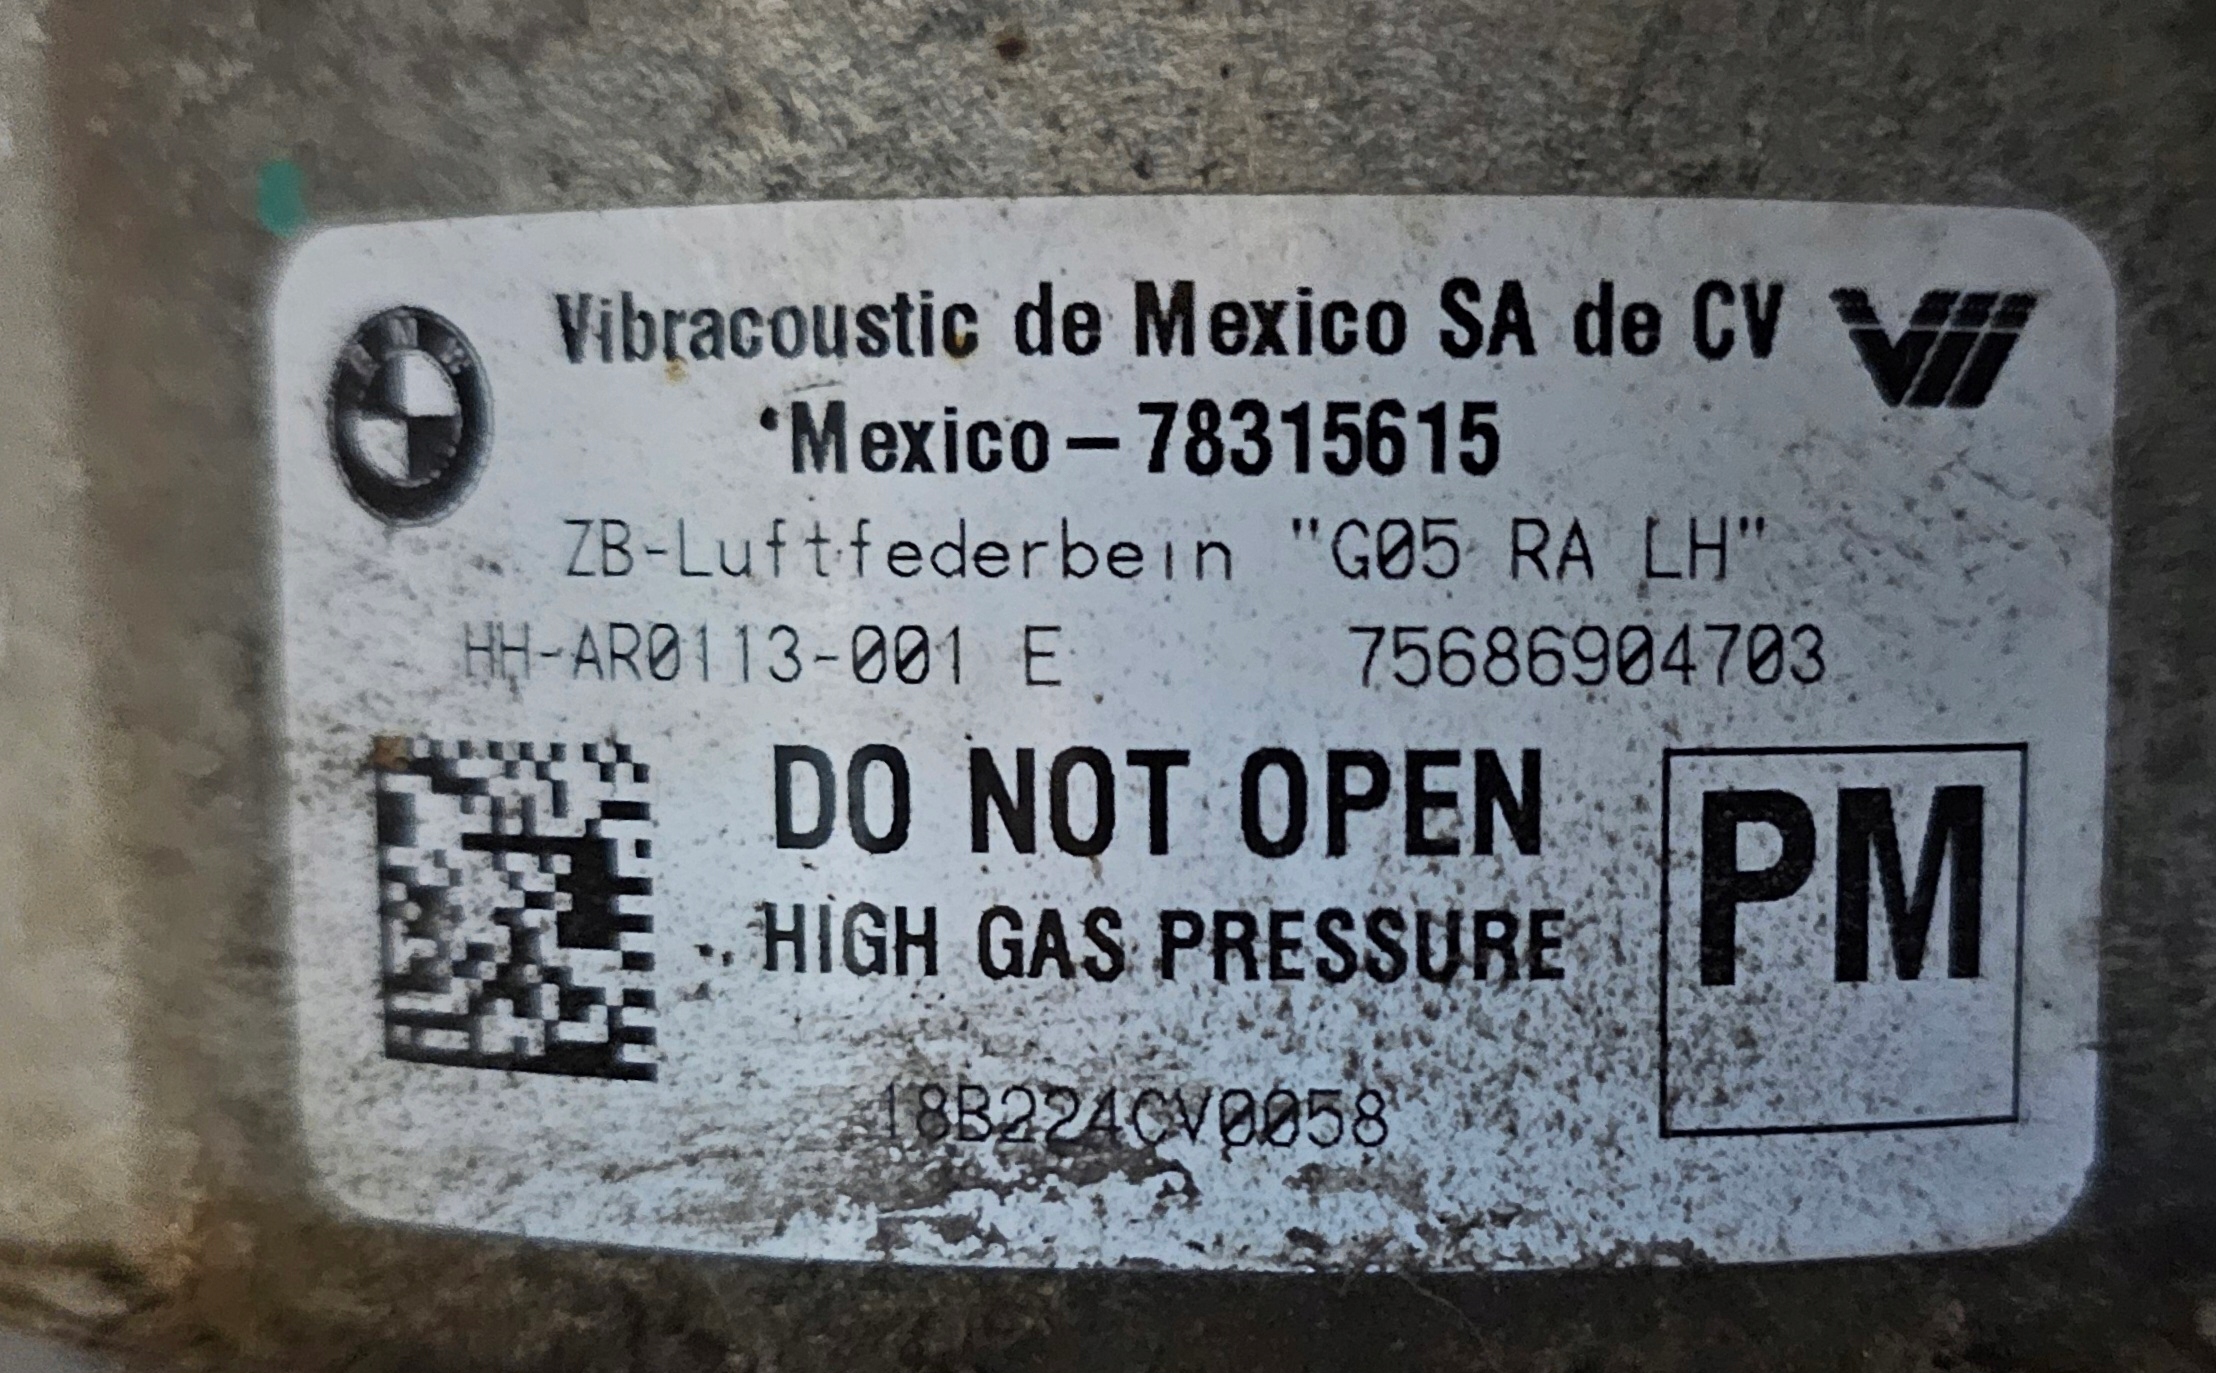 BMW
Vibracoustic de Mexico SA de CV
Mexico-78315615
ZB-Luftfederbein "G05 RA LH"
HH-AR0113-001 E 75686904703
DO NOT OPEN
HIGH GAS PRESSURE
PM
18B224CV0058